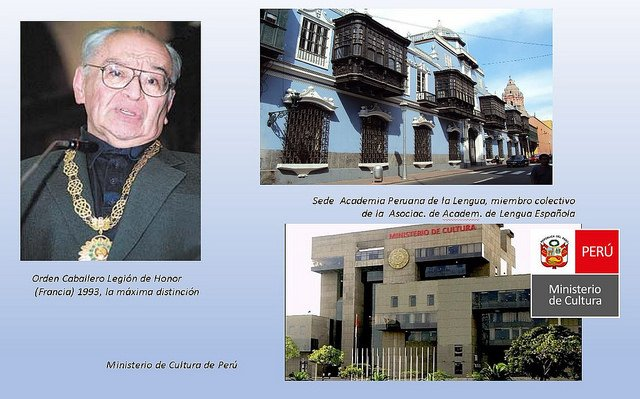 Sede Academia Peruana de la Lengua, miembro colectivo
de la Asociac. de Academ. de Lengua Española
Orden Caballero Legión de Honor
(Francia) 1993, la máxima distinción
MINISTERIO DE CULTURA
PERÚ
Ministerio
de Cultura
Ministerio de Cultura de Perú